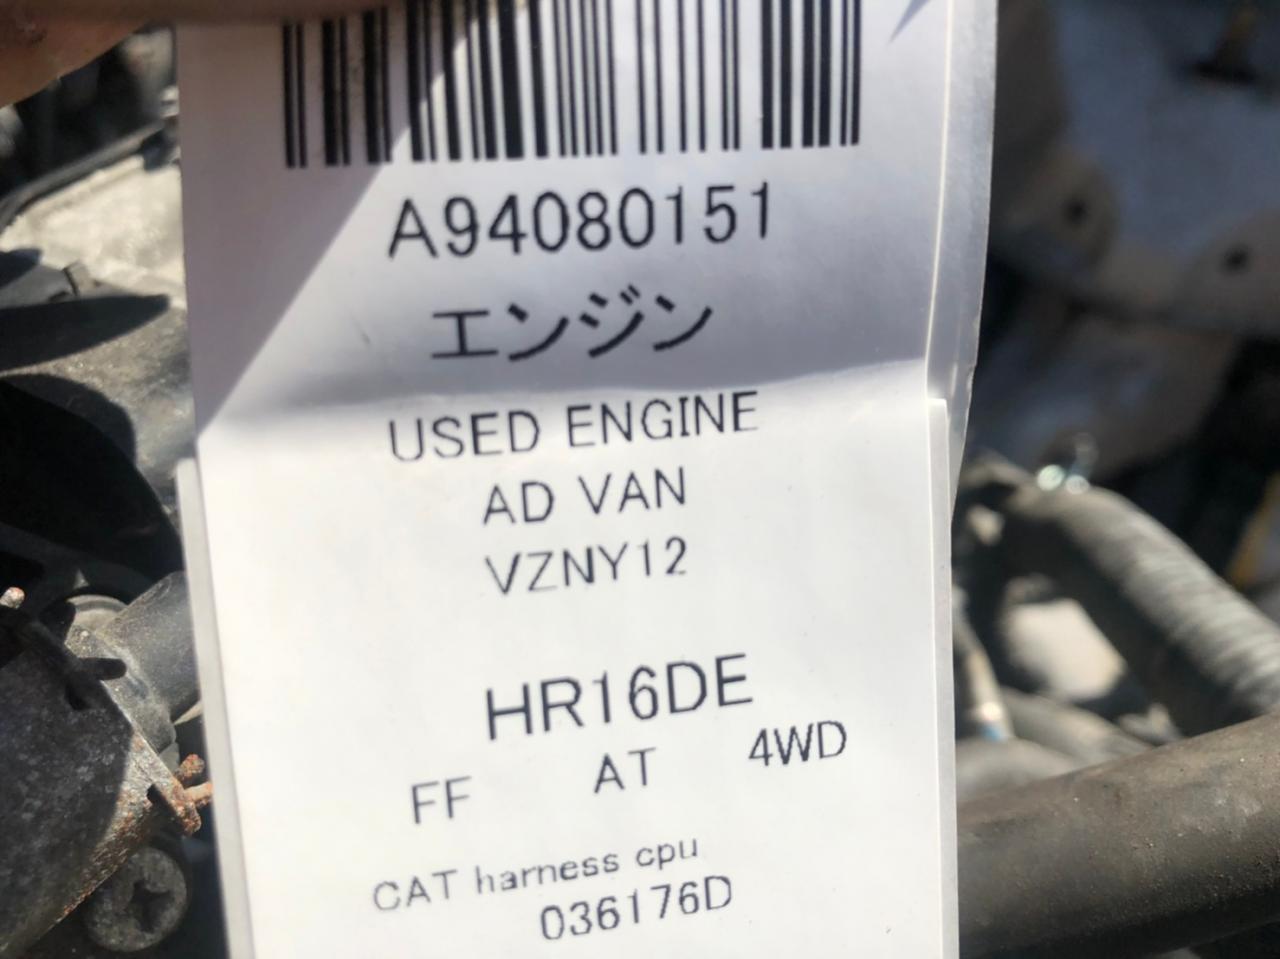 A94080151
エンジン
USED ENGINE
AD VAN
VZNY12
HR16DE
FF AT 4WD
CAT harness cpu
036176D